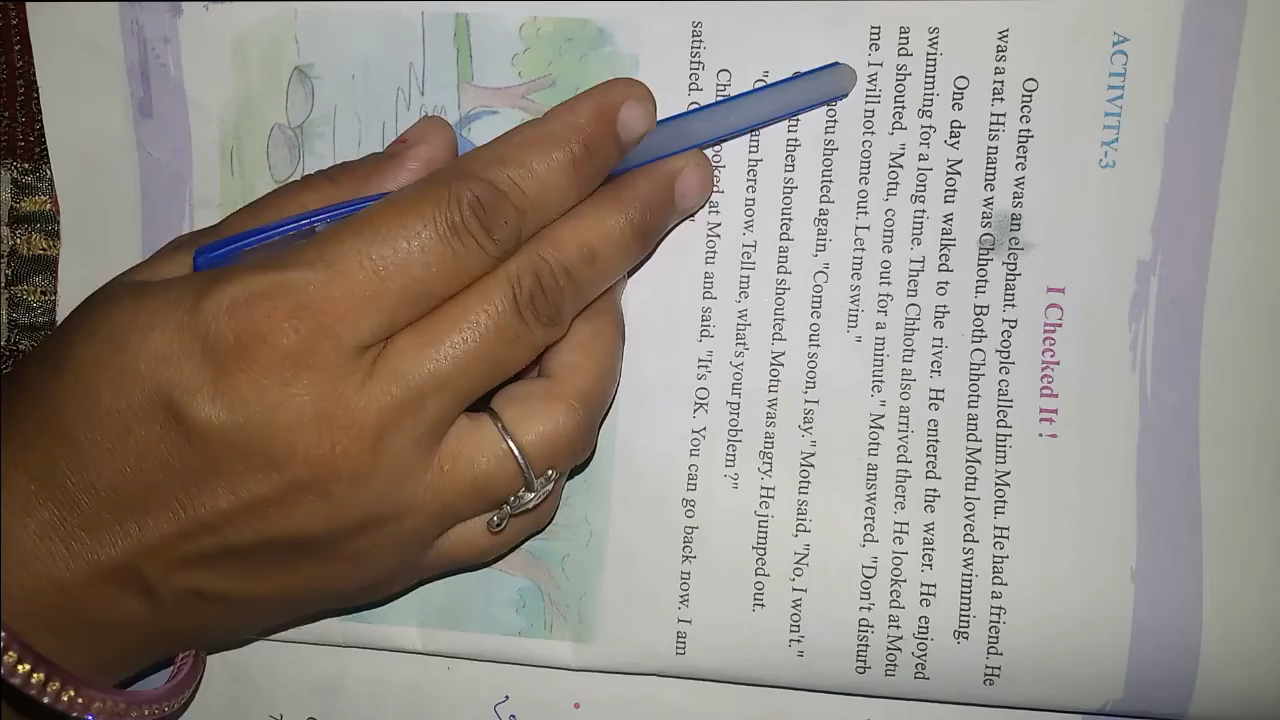 ACTIVITY-3
I Checked It !
Once there was an elephant. People called him Motu. He had a friend. He
was a rat. His name was Chhotu. Both Chhotu and Motu loved swimming.
One day Motu walked to the river. He entered the water. He enjoyed
swimming for a long time. Then Chhotu also arrived there. He looked at Motu
and shouted, "Motu, come out for a minute." Motu answered, "Don't disturb
me. I will not come out. Let me swim."
shouted again, "Come out soon, I say." Motu said, "No, I won't."
then shouted and shouted. Motu was angry. He jumped out.
am here now. Tell me, what's your problem ?"
at Motu and said, "It's OK. You can go back now. I am
satisfied.